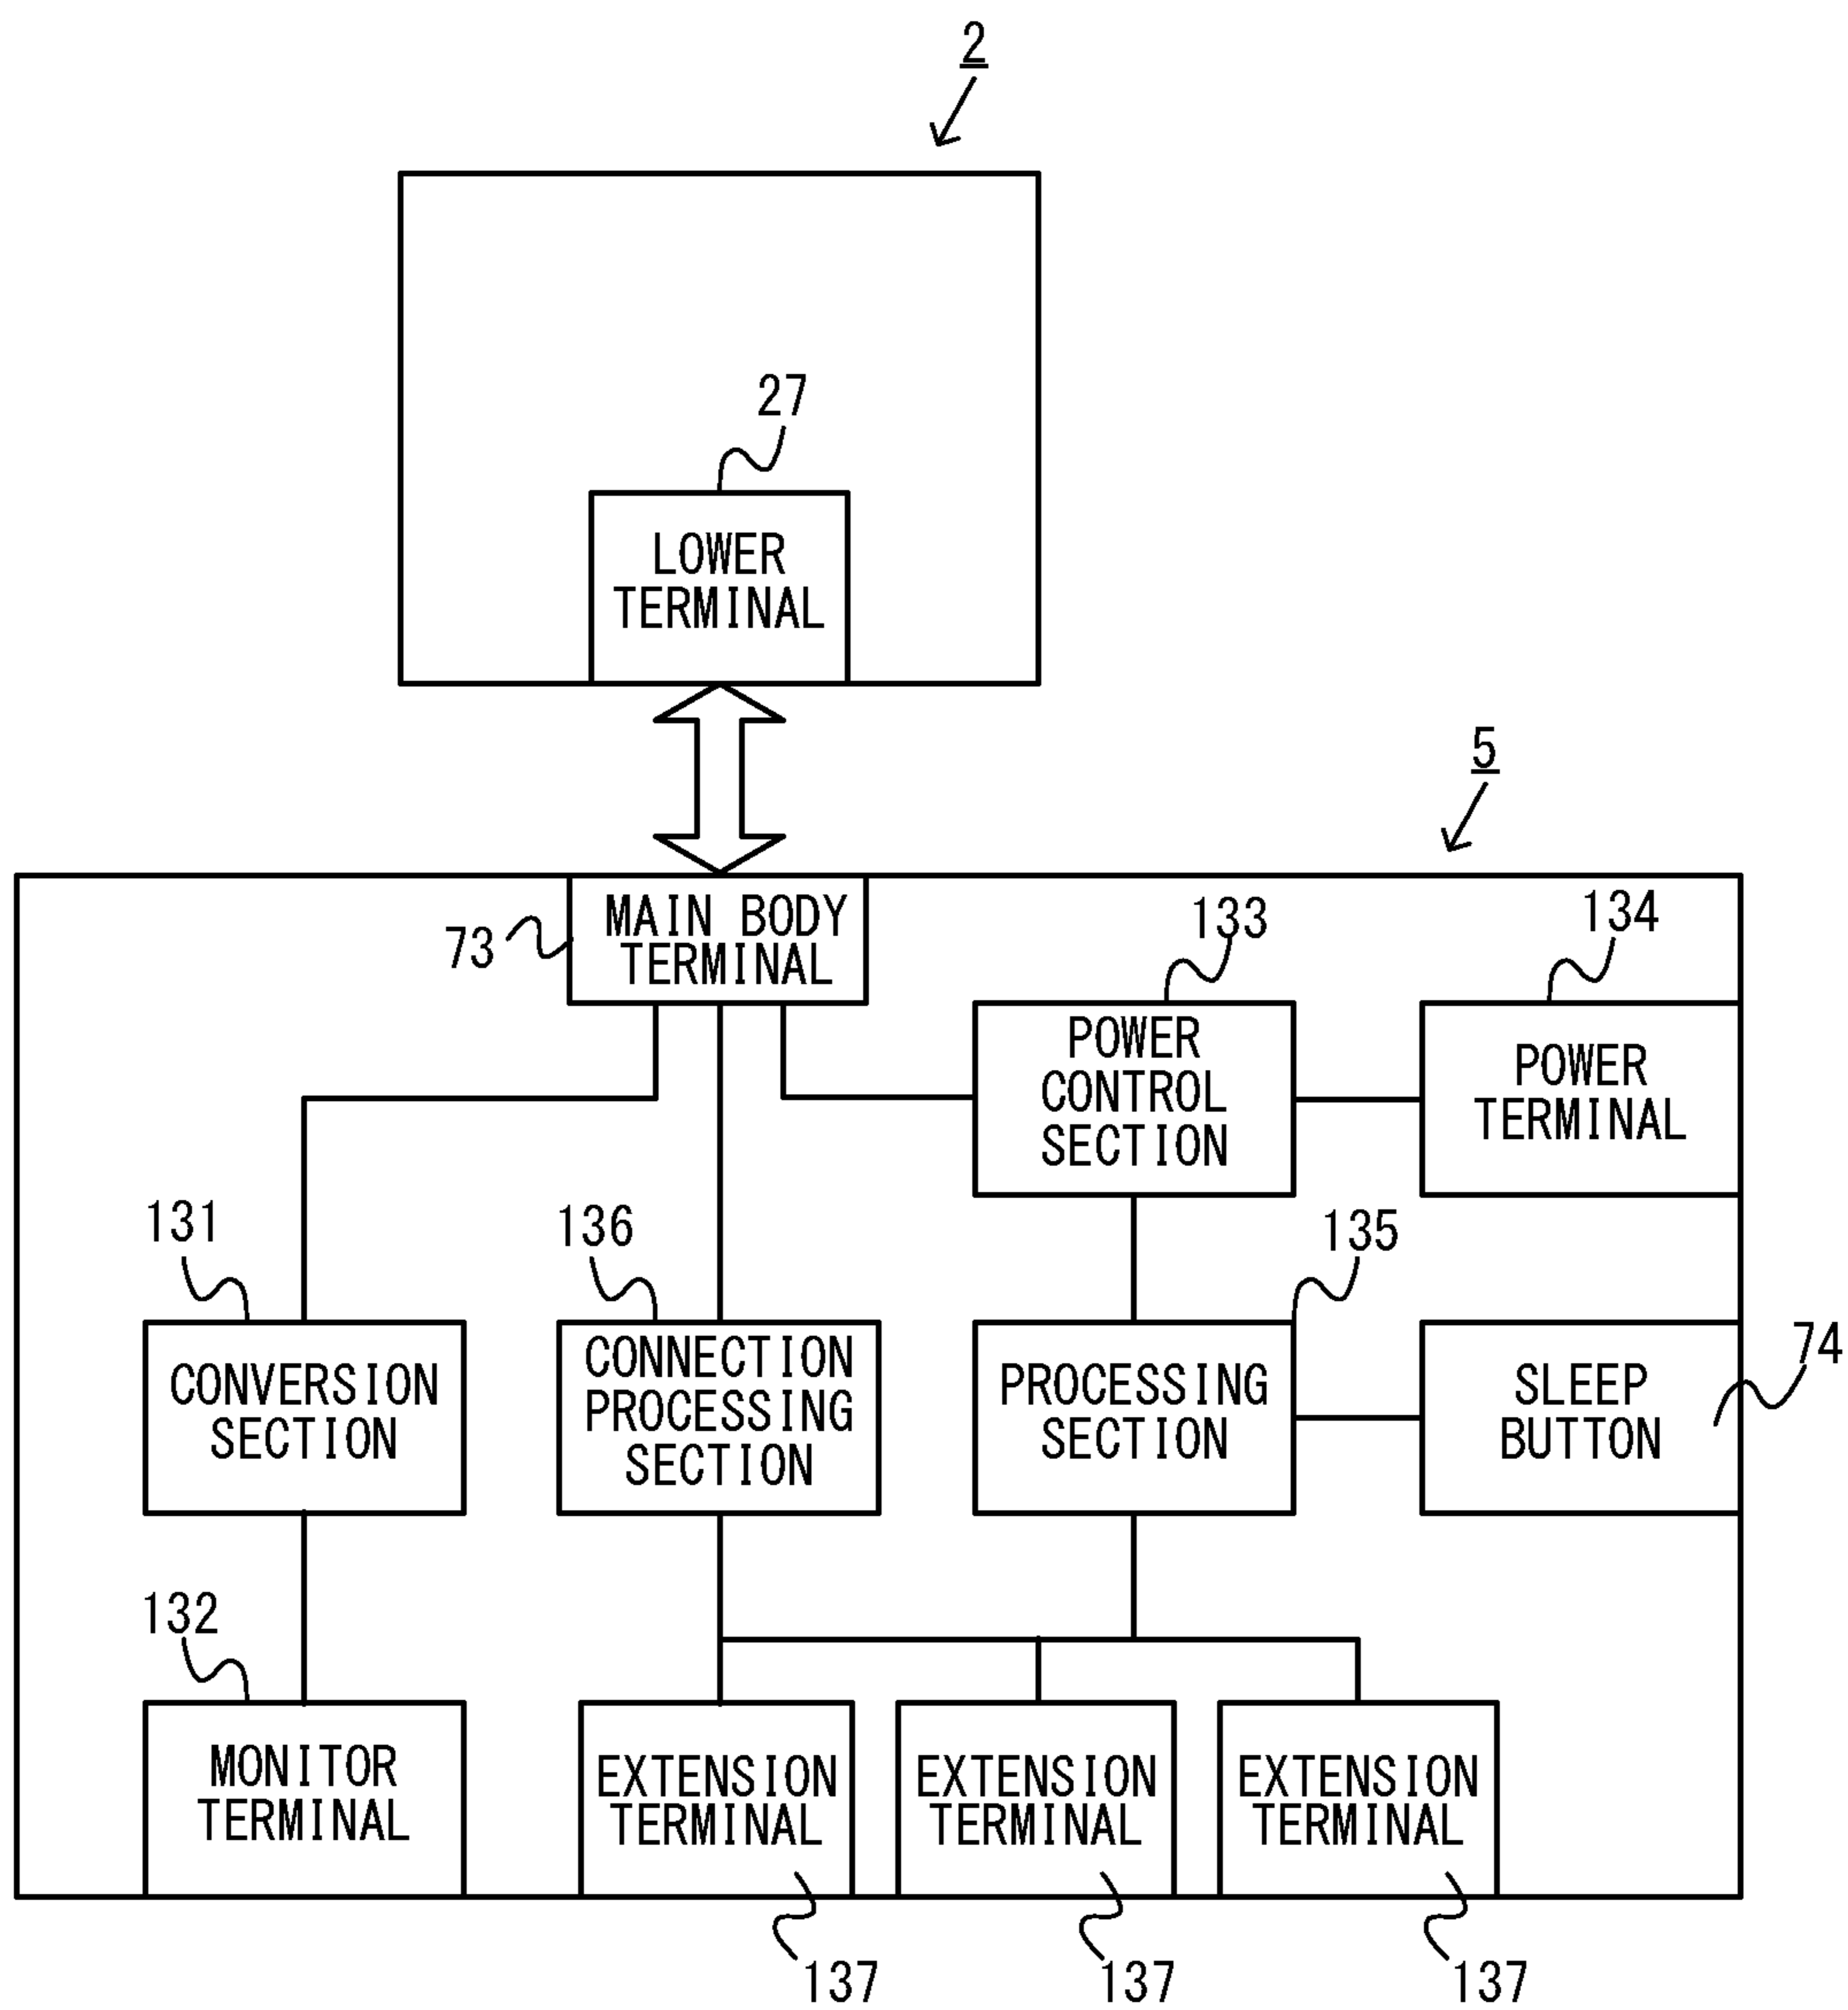 2
27
LOWER
TERMINAL
5
73
MAIN BODY
TERMINAL
133
134
POWER
CONTROL
SECTION
POWER
TERMINAL
131
136
135
74
CONVERSION
SECTION
CONNECTION
PROCESSING
SECTION
PROCESSING
SECTION
SLEEP
BUTTON
132
MONITOR
TERMINAL
EXTENSION
TERMINAL
EXTENSION
TERMINAL
EXTENSION
TERMINAL
137
137
137